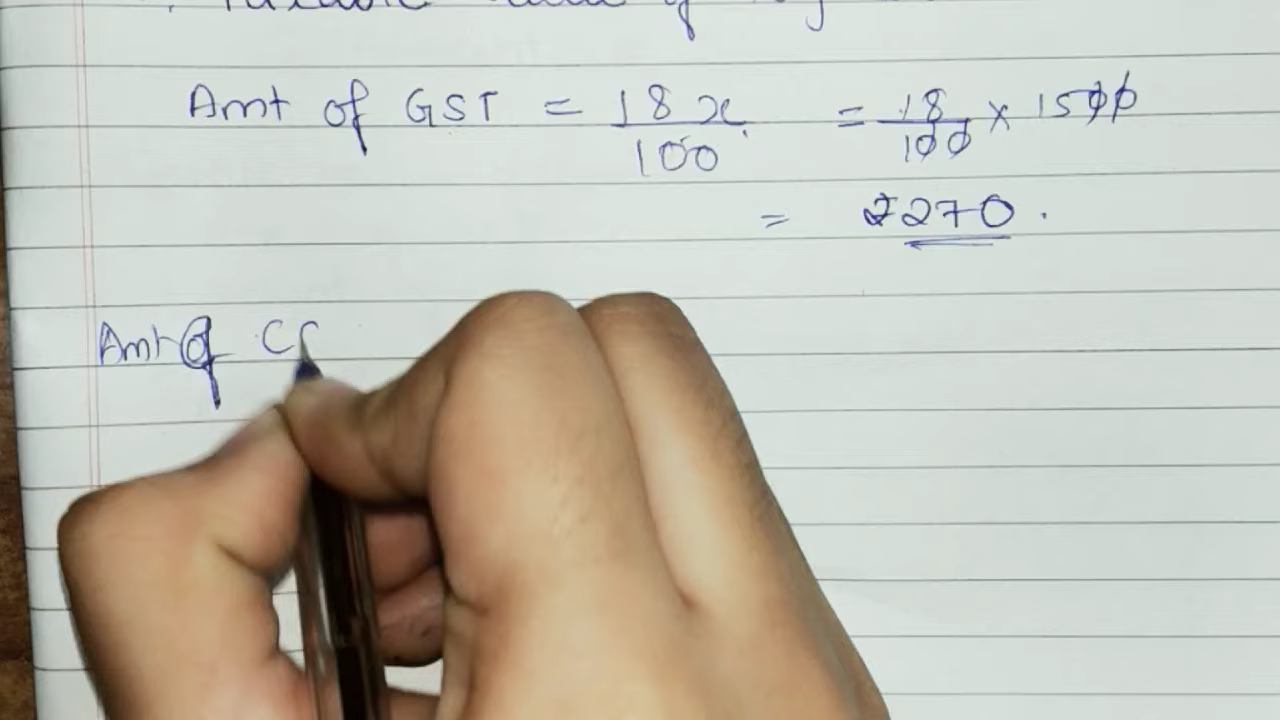 Amt of GST = 18x/100 = 18/100 × 1500
= ₹270.
Amt of C